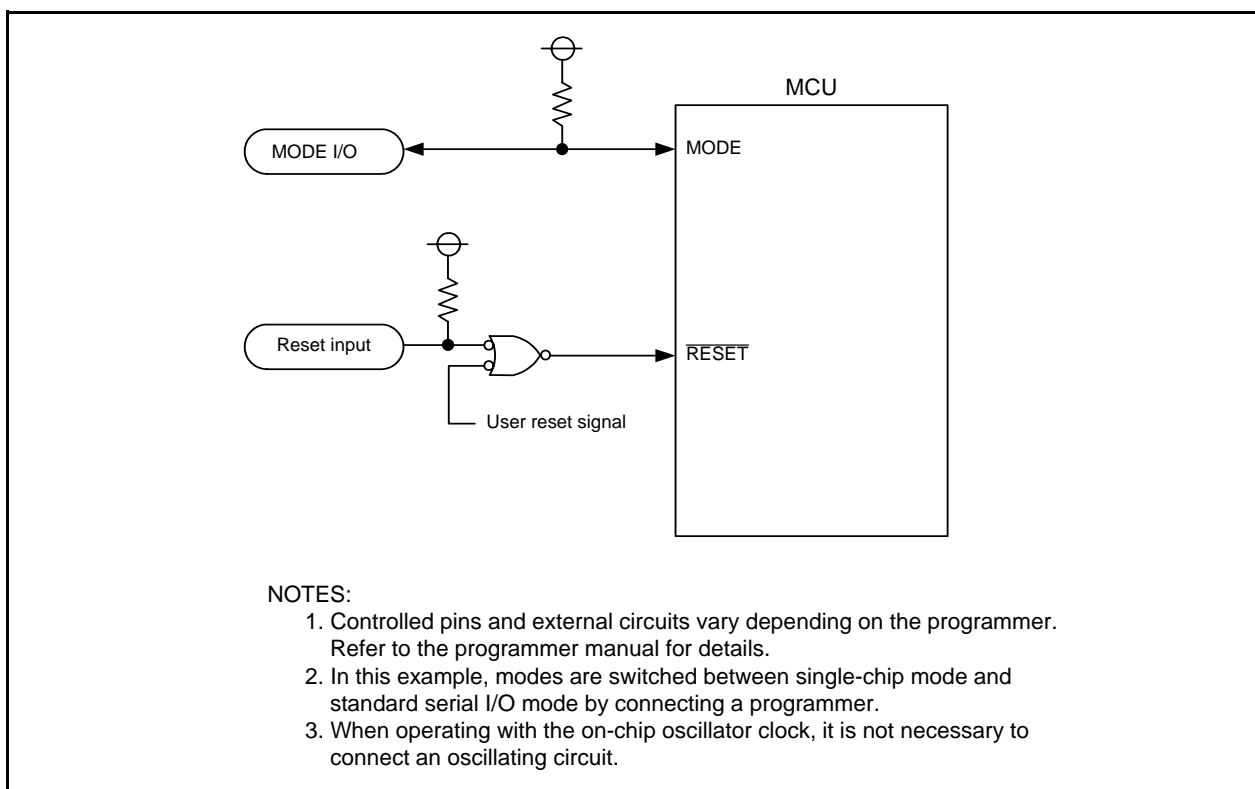 MCU
MODE I/O
MODE
Reset input
RESET
User reset signal
NOTES:
1. Controlled pins and external circuits vary depending on the programmer.
Refer to the programmer manual for details.
2. In this example, modes are switched between single-chip mode and
standard serial I/O mode by connecting a programmer.
3. When operating with the on-chip oscillator clock, it is not necessary to
connect an oscillating circuit.